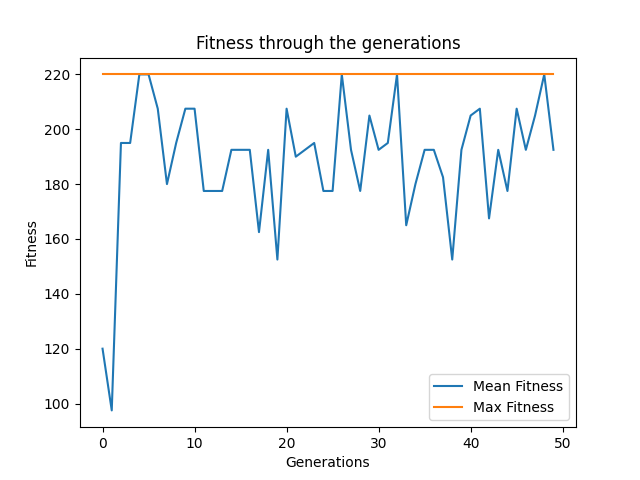 Fitness through the generations
220
200
180
160
140
120
100
Fitness
0 10 20 30 40 50
Generations
Mean Fitness
Max Fitness